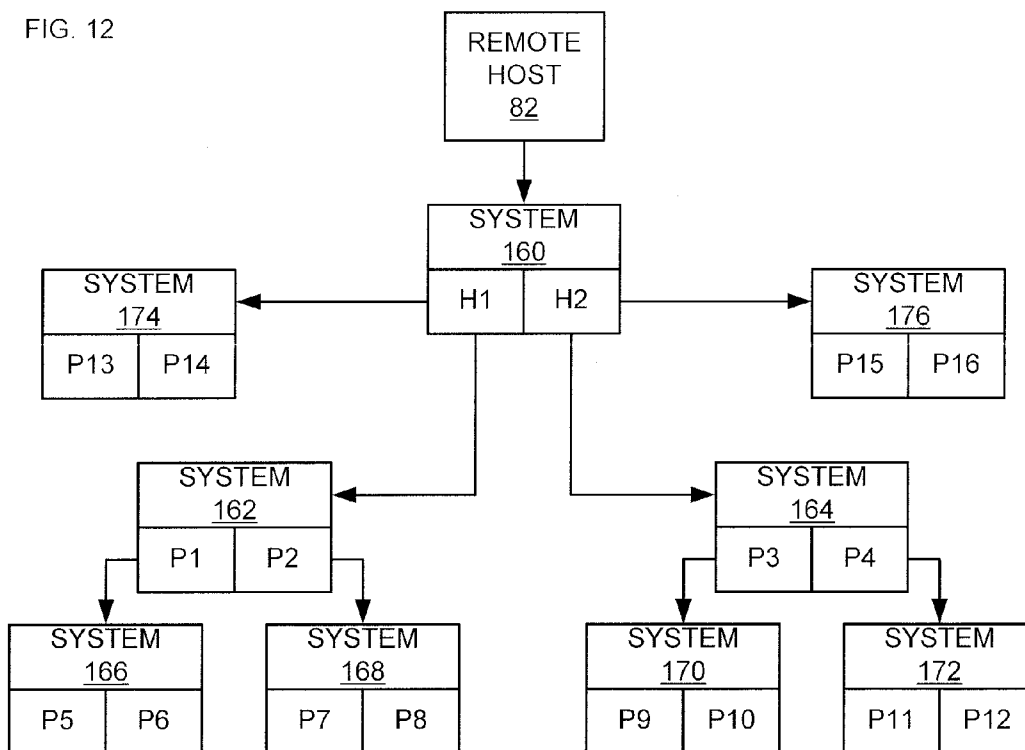 FIG. 12
REMOTE
HOST
82
SYSTEM
160
H1 H2
SYSTEM
174
P13 P14
SYSTEM
176
P15 P16
SYSTEM
162
P1 P2
SYSTEM
164
P3 P4
SYSTEM
166
P5 P6
SYSTEM
168
P7 P8
SYSTEM
170
P9 P10
SYSTEM
172
P11 P12